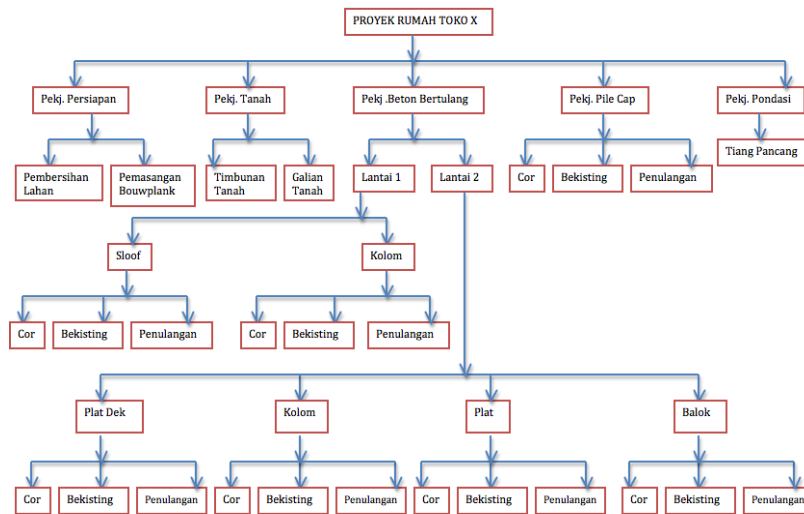 PROYEK RUMAH TOKO X
Pekj. Persiapan
Pekj. Tanah
Pekj .Beton Bertulang
Pekj. Pile Cap
Pekj. Pondasi
Pembersihan
Lahan
Pemasangan
Bouwplank
Timbunan
Tanah
Galian
Tanah
Lantai 1
Lantai 2
Cor
Bekisting
Penulangan
Tiang Pancang
Sloof
Kolom
Cor
Bekisting
Penulangan
Cor
Bekisting
Penulangan
Plat Dek
Kolom
Plat
Balok
Cor
Bekisting
Penulangan
Cor
Bekisting
Penulangan
Cor
Bekisting
Penulangan
Cor
Bekisting
Penulangan